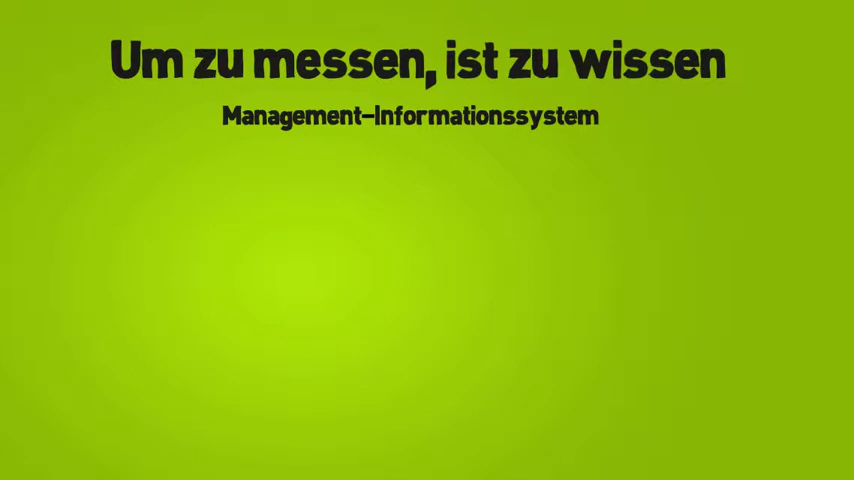 Um zu messen, ist zu wissen
Management-Informationssystem